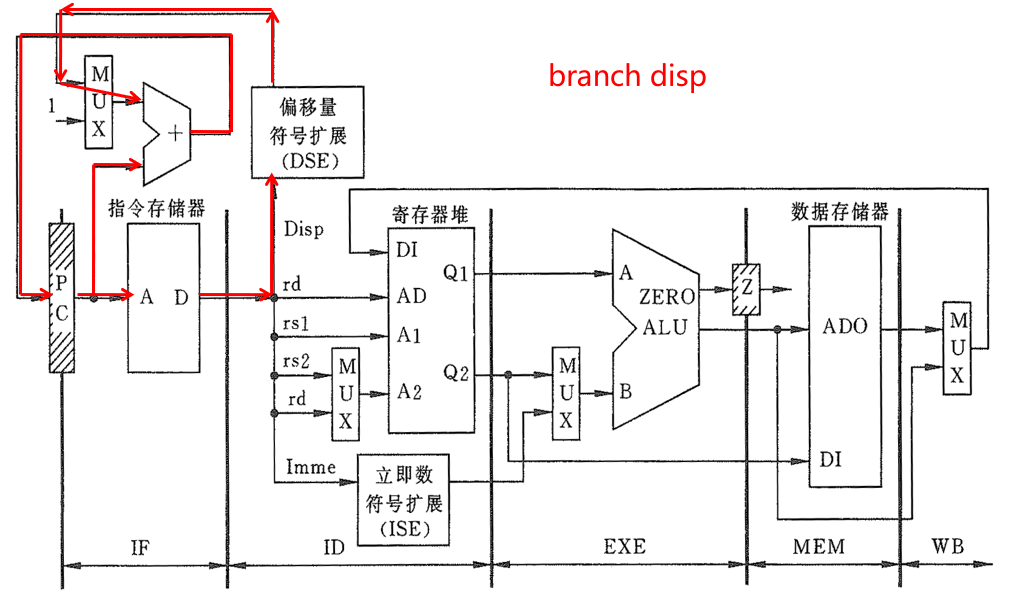 branch disp
M
U
X
1
+
偏移量
符号扩展
(DSE)
指令存储器
P
C
A D
Disp
rd
rs1
rs2
rd
Imme
M
U
X
寄存器堆
DI
Q1
AD
A1
Q2
A2
立即数
符号扩展
(ISE)
M
U
X
A
ZERO
ALU
B
Z
数据存储器
ADO
DI
M
U
X
IF
ID
EXE
MEM
WB